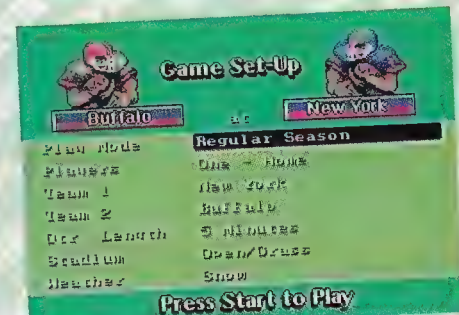 Game Set-Up
Buffalo at New York
Play Mode Regular Season
Players One - Home
Team 1 New York
Team 2 Buffalo
Qtr. Length 5 Minutes
Stadium Open/Grass
Weather Snow
Press Start to Play